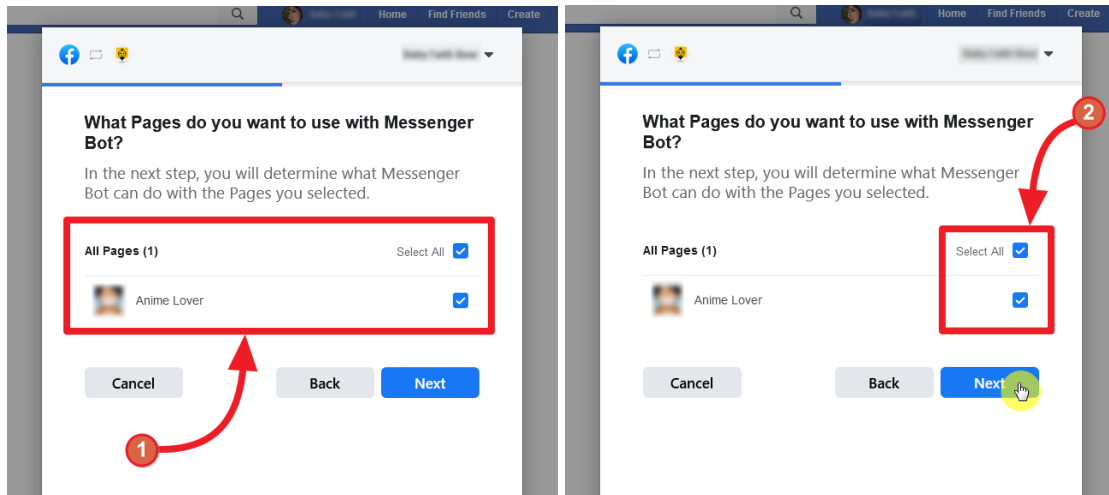 Home Find Friends Create
What Pages do you want to use with Messenger
Bot?
In the next step, you will determine what Messenger
Bot can do with the Pages you selected.
All Pages (1) Select All
Anime Lover
Cancel Back Next
1
Home Find Friends Create
2
What Pages do you want to use with Messenger
Bot?
In the next step, you will determine what Messenger
Bot can do with the Pages you selected.
All Pages (1) Select All
Anime Lover
Cancel Back Next